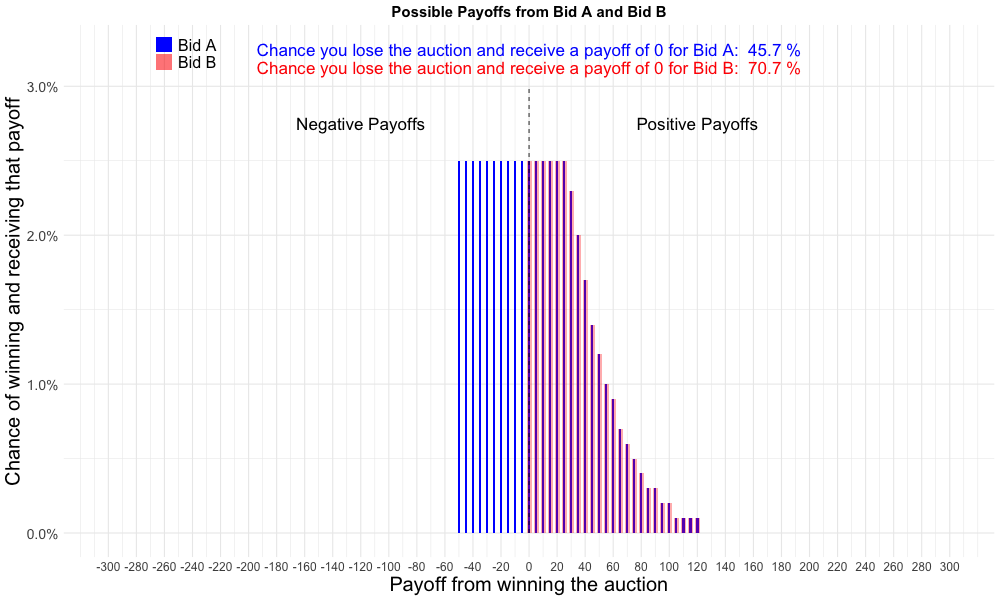 Possible Payoffs from Bid A and Bid B
Bid A
Bid B
Chance you lose the auction and receive a payoff of 0 for Bid A:  45.7 %
Chance you lose the auction and receive a payoff of 0 for Bid B:  70.7 %
Negative Payoffs
Positive Payoffs
3.0%
2.0%
1.0%
0.0%
Chance of winning and receiving that payoff
-300 -280 -260 -240 -220 -200 -180 -160 -140 -120 -100 -80 -60 -40 -20 0 20 40 60 80 100 120 140 160 180 200 220 240 260 280 300
Payoff from winning the auction